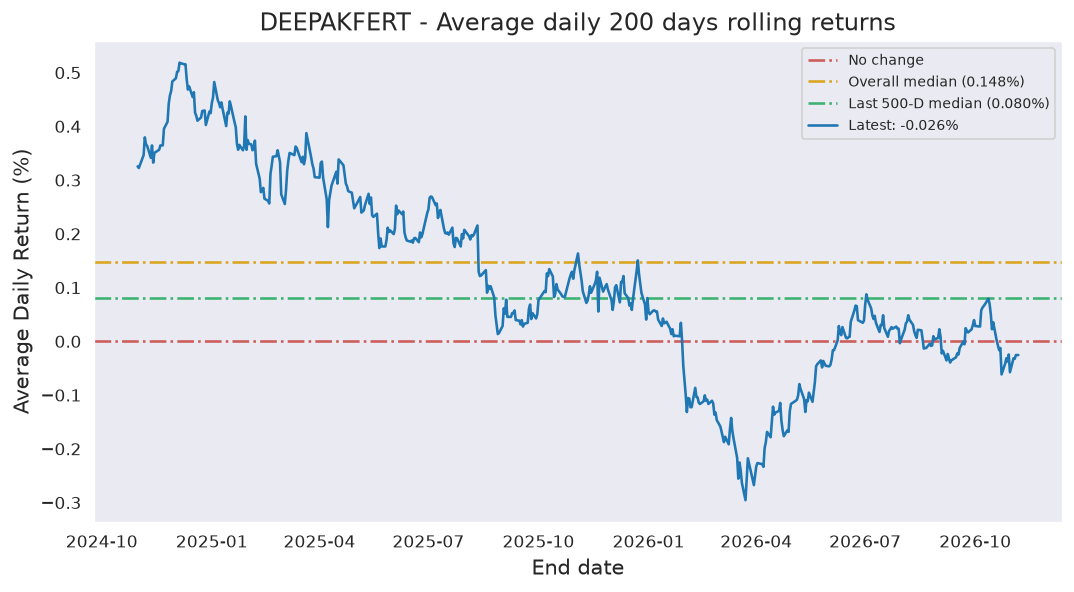 DEEPAKFERT - Average daily 200 days rolling returns
No change
Overall median (0.148%)
Last 500-D median (0.080%)
Latest: -0.026%
Average Daily Return (%)
0.5
0.4
0.3
0.2
0.1
0.0
−0.1
−0.2
−0.3
2024-10 2025-01 2025-04 2025-07 2025-10 2026-01 2026-04 2026-07 2026-10
End date